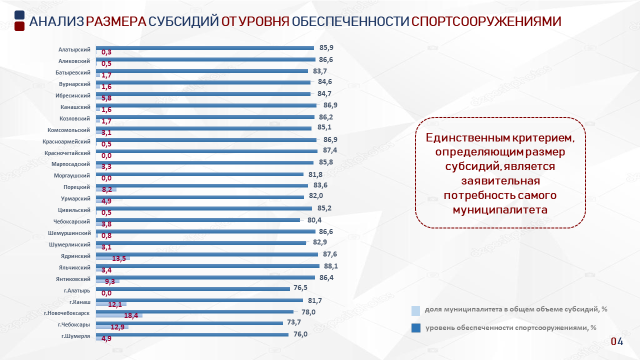 АНАЛИЗ РАЗМЕРА СУБСИДИЙ ОТ УРОВНЯ ОБЕСПЕЧЕННОСТИ СПОРТСООРУЖЕНИЯМИ
Алатырский 85,9
0,3
Аликовский 86,6
0,5
Батыревский 83,7
1,7
Вурнарский 84,6
1,6
Ибресинский 84,7
5,8
Канашский 86,9
1,6
Козловский 86,2
1,7
Комсомольский 85,1
3,1
Красноармейский 86,9
0,5
Красночетайский 87,4
0,0
Мариносадский 85,8
3,3
Моргаушский 81,8
0,0
Порецкий 83,6
8,2
Урмарский 82,0
4,9
Цивильский 85,2
0,5
Чебоксарский 80,4
3,8
Шемуршинский 86,6
0,8
Шумерлинский 82,9
3,1
Ядринский 87,6
13,5
Яльчикский 88,1
5,4
Янтиковский 86,4
9,3
г.Алатырь 76,5
0,0
г.Канаш 81,7
12,1
г.Новочебоксарск 78,0
18,4
г.Чебоксары 73,7
12,9
г.Шумерля 76,0
4,9
Единственным критерием,
определяющим размер
субсидий, является
заявительная
потребность самого
муниципалитета
доля муниципалитета в общем объеме субсидий, %
уровень обеспеченности спортсооружениями, %
04